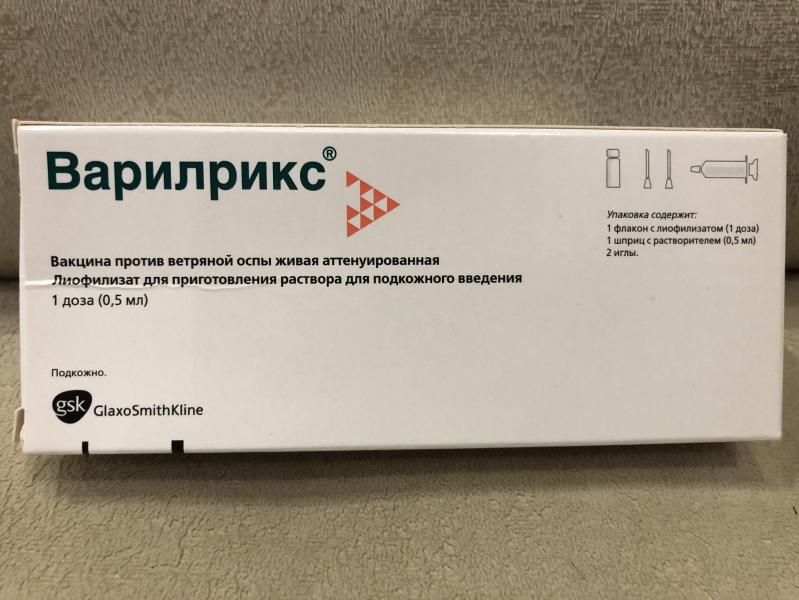 Варилрикс®
Вакцина против ветряной оспы живая аттенуированная
Лиофилизат для приготовления раствора для подкожного введения
1 доза (0,5 мл)
Подкожно.
gsk GlaxoSmithKline
Упаковка содержит:
1 флакон с лиофилизатом (1 доза)
1 шприц с растворителем (0,5 мл)
2 иглы.